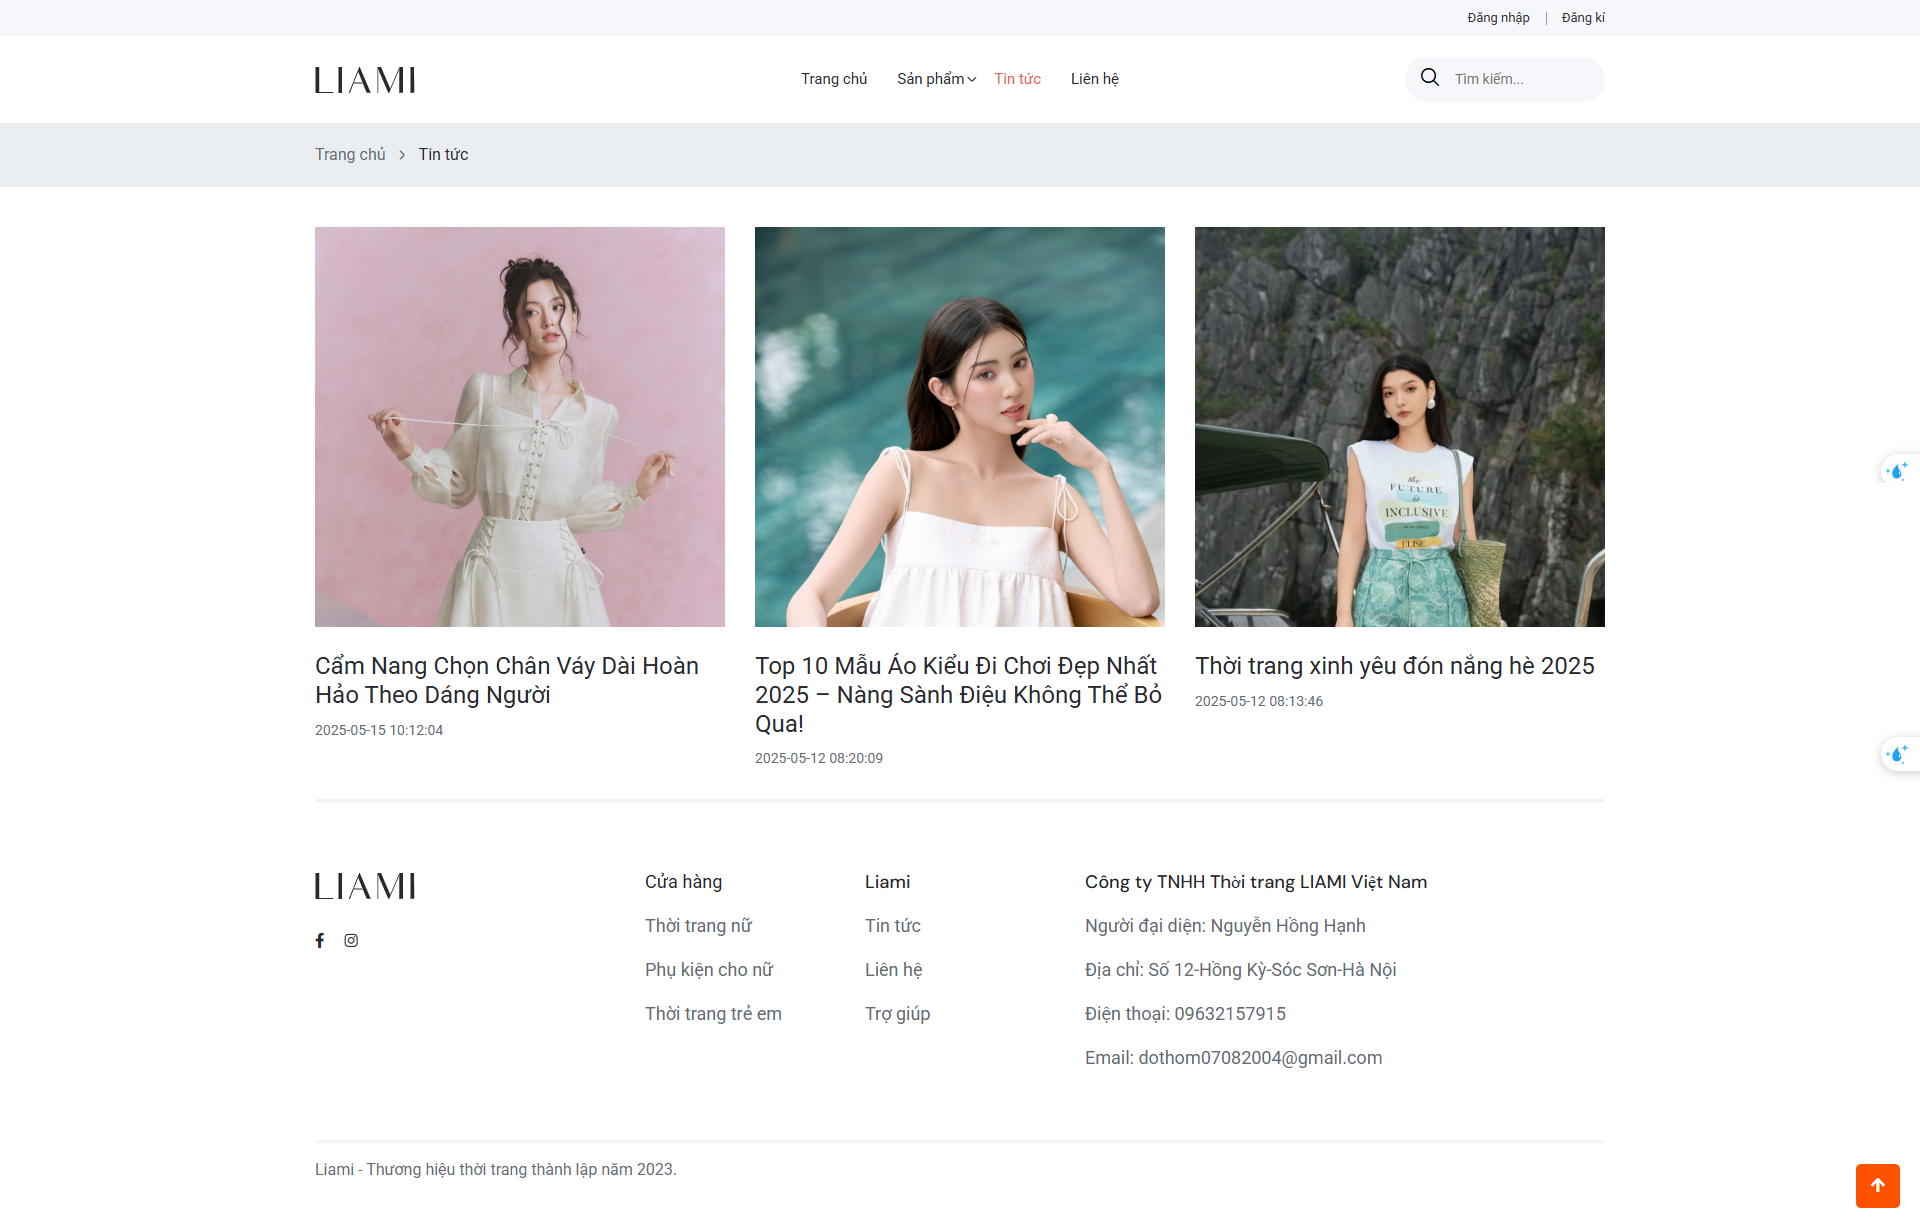 Đăng nhập | Đăng kí
LIAMI
Trang chủ Sản phẩm Tin tức Liên hệ
Tìm kiếm...
Trang chủ > Tin tức
the
FUTURE
is
INCLUSIVE
ELISE
Cẩm Nang Chọn Chân Váy Dài Hoàn
Hảo Theo Dáng Người
2025-05-15 10:12:04
Top 10 Mẫu Áo Kiểu Đi Chơi Đẹp Nhất
2025 – Nàng Sành Điệu Không Thể Bỏ
Qua!
2025-05-12 08:20:09
Thời trang xinh yêu đón nắng hè 2025
2025-05-12 08:13:46
LIAMI
Cửa hàng
Thời trang nữ
Phụ kiện cho nữ
Thời trang trẻ em
Liami
Tin tức
Liên hệ
Trợ giúp
Công ty TNHH Thời trang LIAMI Việt Nam
Người đại diện: Nguyễn Hồng Hạnh
Địa chỉ: Số 12-Hồng Kỳ-Sóc Sơn-Hà Nội
Điện thoại: 09632157915
Email: dothom07082004@gmail.com
Liami - Thương hiệu thời trang thành lập năm 2023.